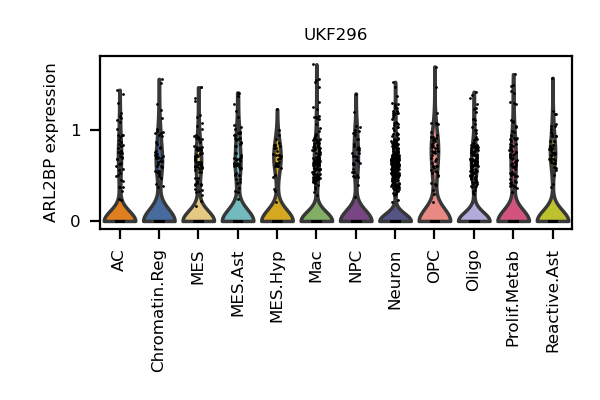 UKF296
ARL2BP expression
1
0
AC
Chromatin.Reg
MES
MES.Ast
MES.Hyp
Mac
NPC
Neuron
OPC
Oligo
Prolif.Metab
Reactive.Ast